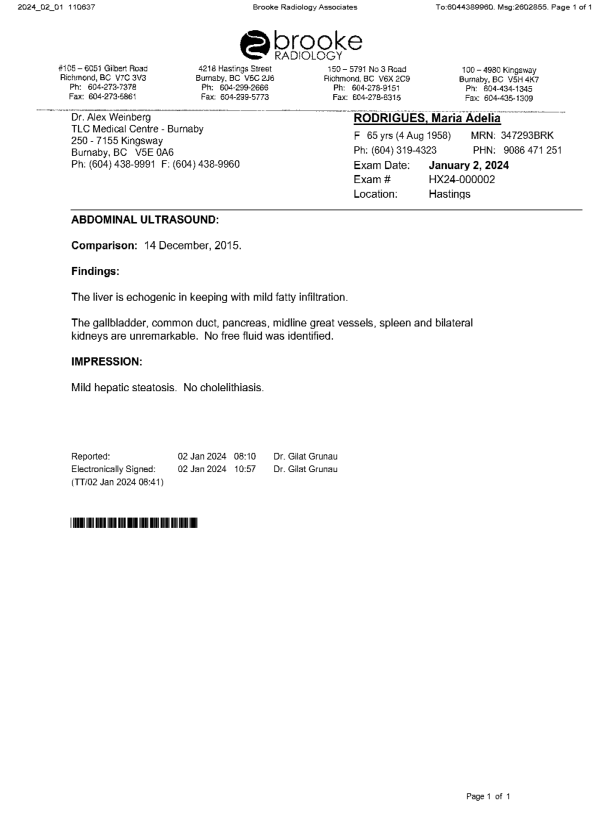 2024_02_01 110637 Brooke Radiology Associates To:6044389960. Msg:2602855. Page 1 of 1
brooke
RADIOLOGY
#105 – 6051 Gilbert Road
Richmond, BC V7C 3V3
Ph: 604-273-7378
Fax: 604-273-5861
4218 Hastings Street
Burnaby, BC V5C 2J6
Ph: 604-299-2666
Fax: 604-299-5773
150 – 5791 No 3 Road
Richmond, BC V6X 2C9
Ph: 604-278-9151
Fax: 604-278-6315
100 – 4980 Kingsway
Burnaby, BC V5H 4K7
Ph: 604-434-1345
Fax: 604-435-1309
Dr. Alex Weinberg
TLC Medical Centre - Burnaby
250 - 7155 Kingsway
Burnaby, BC V5E 0A6
Ph: (604) 438-9991 F: (604) 438-9960
RODRIGUES, Maria Adelia
F 65 yrs (4 Aug 1958) MRN: 347293BRK
Ph: (604) 319-4323 PHN: 9086 471 251
Exam Date: January 2, 2024
Exam # HX24-000002
Location: Hastings
ABDOMINAL ULTRASOUND:
Comparison: 14 December, 2015.
Findings:
The liver is echogenic in keeping with mild fatty infiltration.
The gallbladder, common duct, pancreas, midline great vessels, spleen and bilateral
kidneys are unremarkable. No free fluid was identified.
IMPRESSION:
Mild hepatic steatosis. No cholelithiasis.
Reported: 02 Jan 2024 08:10 Dr. Gilat Grunau
Electronically Signed: 02 Jan 2024 10:57 Dr. Gilat Grunau
(TT/02 Jan 2024 08:41)
Page 1 of 1